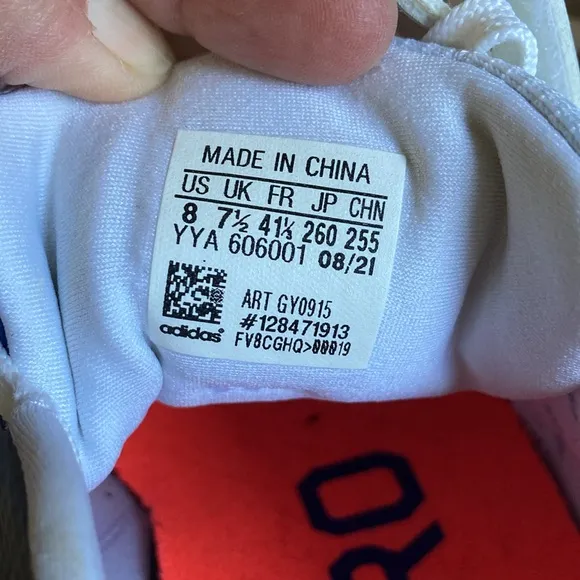 MADE IN CHINA
US UK FR JP CHN
8 7½ 41⅓ 260 255
YYA 606001 08/21
ART GY0915
#128471913
adidas FV8CGHQ>00019
RO